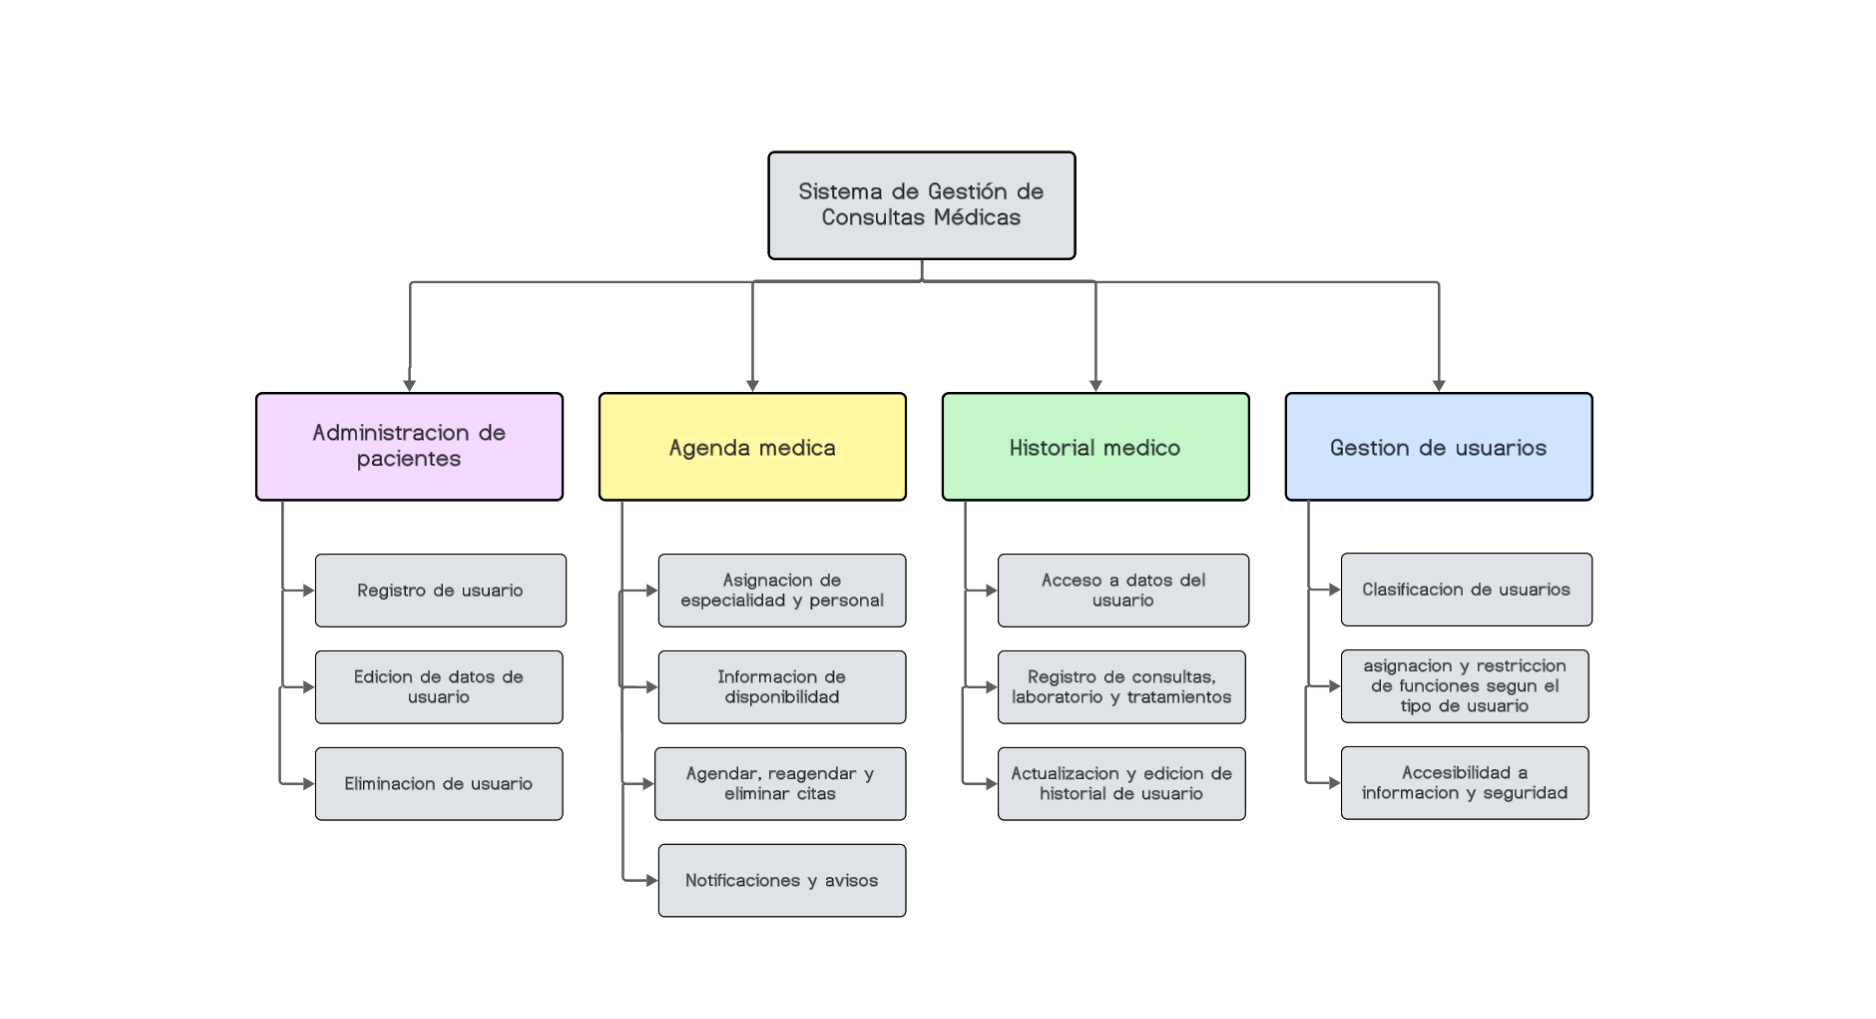 Sistema de Gestión de
Consultas Médicas
Administracion de
pacientes
Agenda medica
Historial medico
Gestion de usuarios
Registro de usuario
Edicion de datos de
usuario
Eliminacion de usuario
Asignacion de
especialidad y personal
Informacion de
disponibilidad
Agendar, reagendar y
eliminar citas
Notificaciones y avisos
Acceso a datos del
usuario
Registro de consultas,
laboratorio y tratamientos
Actualizacion y edicion de
historial de usuario
Clasificacion de usuarios
asignacion y restriccion
de funciones segun el
tipo de usuario
Accesibilidad a
informacion y seguridad